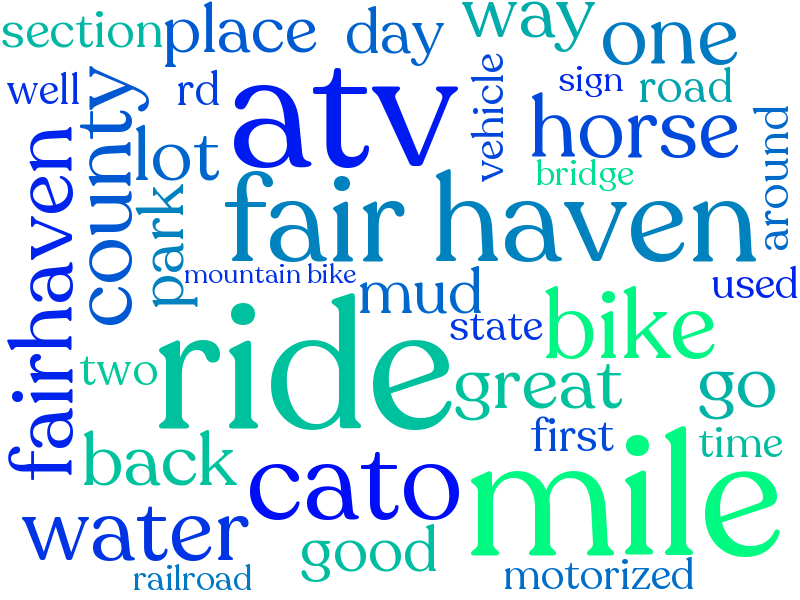 section
place
day
way
one
well
rd
atv
vehicle
sign
road
horse
county
lot
bridge
around
fairhaven
park
fair haven
mountain bike
mud
used
ride
state
bike
two
great
go
back
first
time
cato
mile
water
good
railroad
motorized